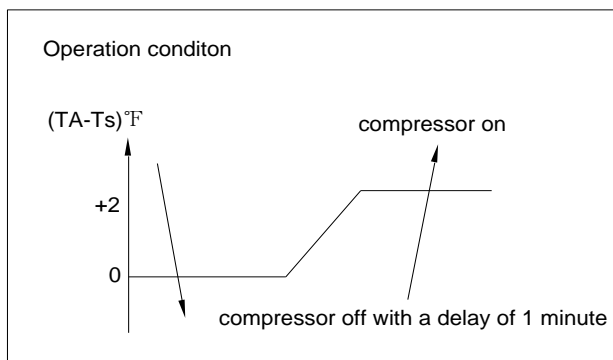 Operation conditon
(TA-Ts)℉
compressor on
+2
0
compressor off with a delay of 1 minute